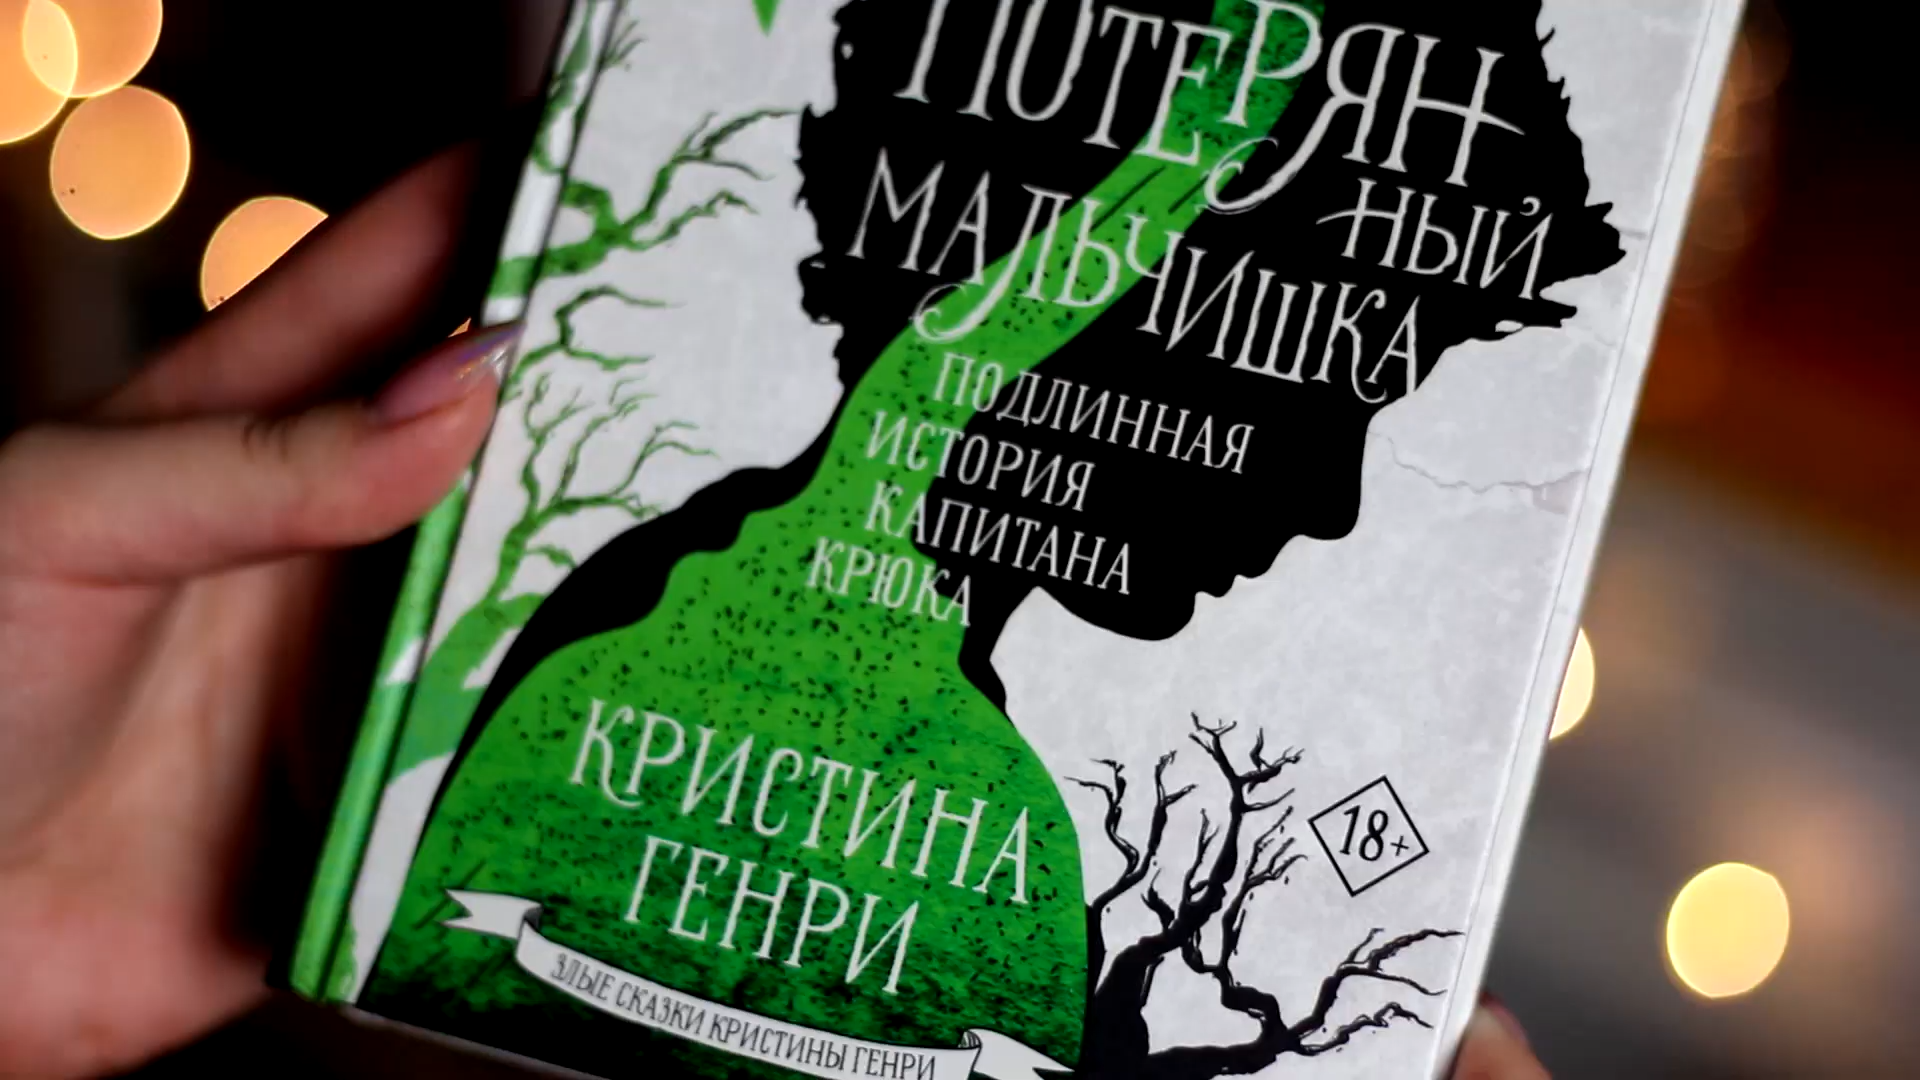 ПОТЕРЯН
НЫЙ
МАЛЬЧИШКА
ПОДЛИННАЯ
ИСТОРИЯ
КАПИТАНА
КРЮКА
КРИСТИНА
ГЕНРИ
18+
ЗЛЫЕ СКАЗКИ КРИСТИНЫ ГЕНРИ